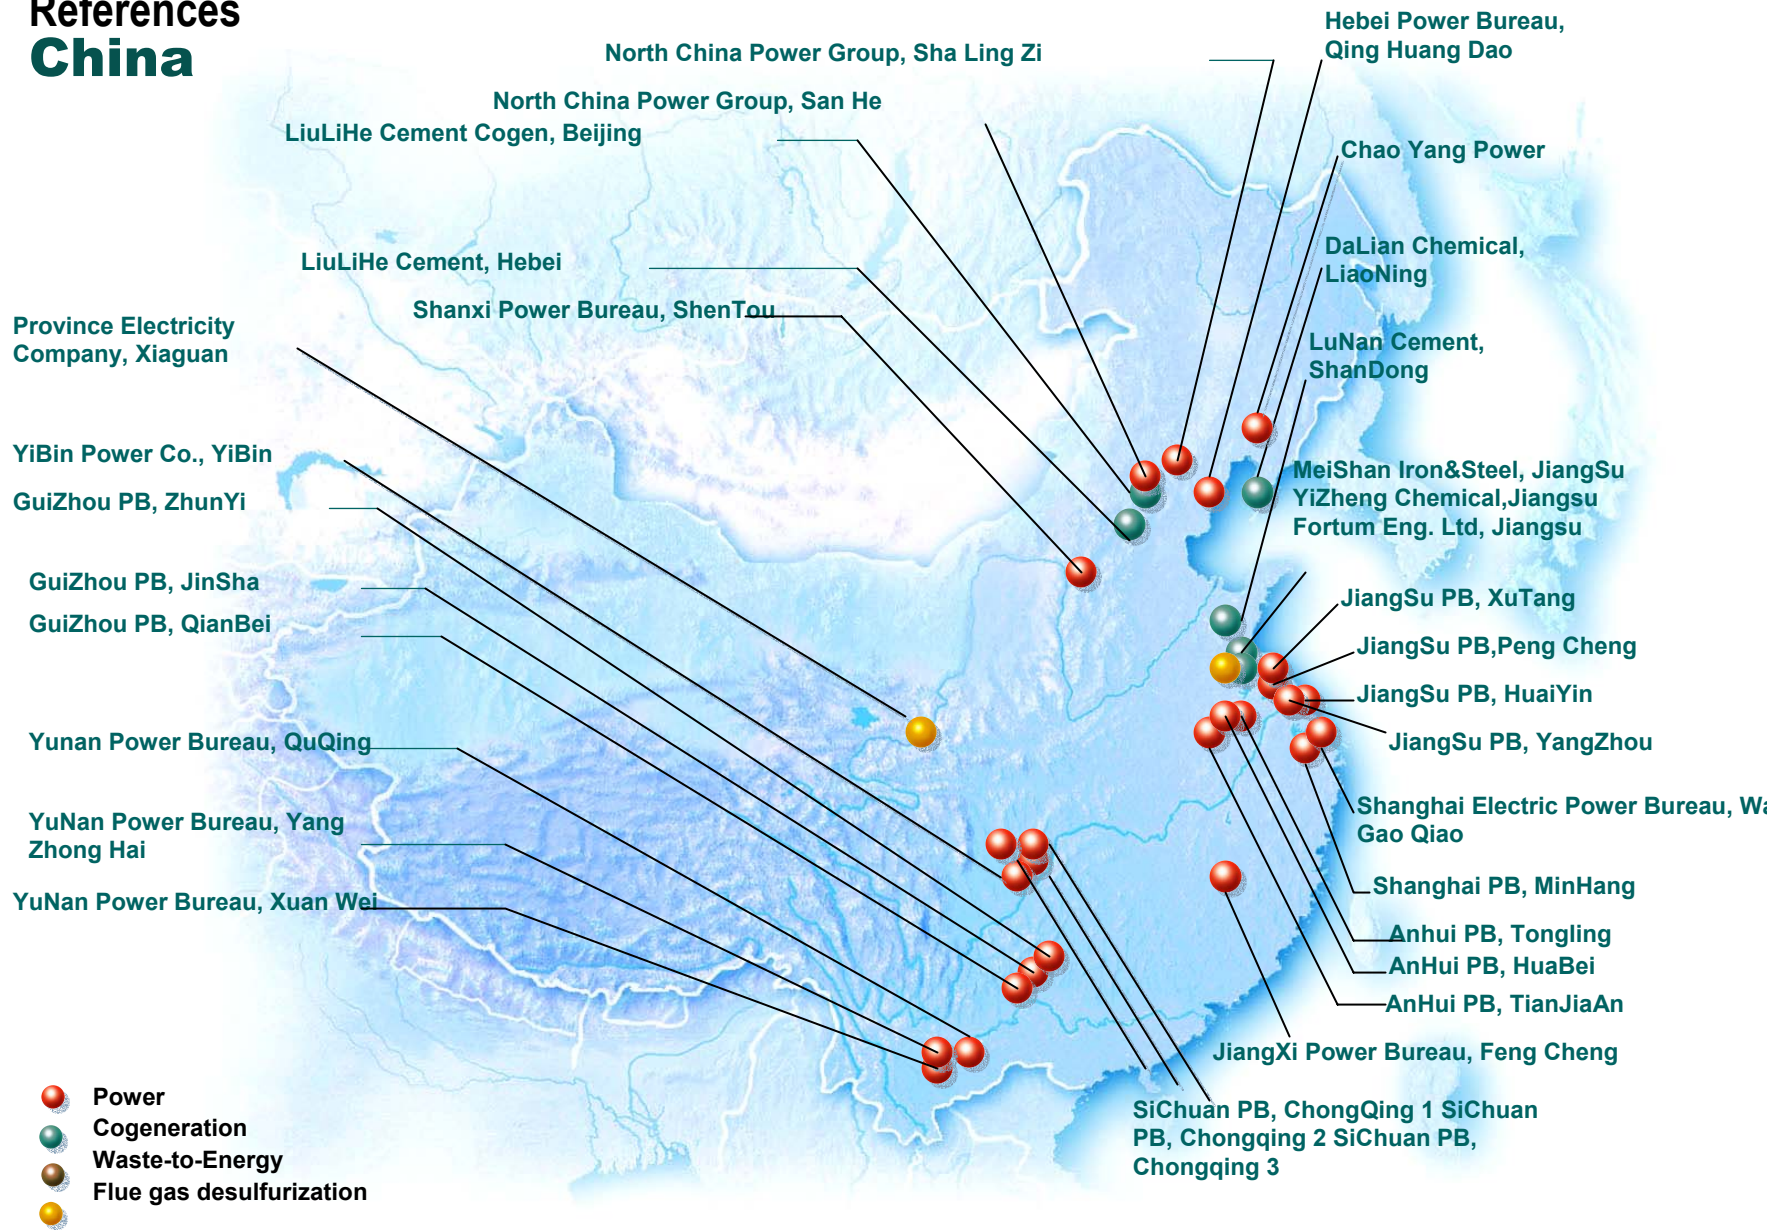 References
China
Hebei Power Bureau,
Qing Huang Dao
North China Power Group, Sha Ling Zi
North China Power Group, San He
LiuLiHe Cement Cogen, Beijing
Chao Yang Power
DaLian Chemical,
LiaoNing
LiuLiHe Cement, Hebei
Shanxi Power Bureau, ShenTou
Province Electricity
Company, Xiaguan
LuNan Cement,
ShanDong
YiBin Power Co., YiBin
GuiZhou PB, ZhunYi
MeiShan Iron&Steel, JiangSu
YiZheng Chemical,Jiangsu
Fortum Eng. Ltd, Jiangsu
GuiZhou PB, JinSha
GuiZhou PB, QianBei
JiangSu PB, XuTang
JiangSu PB,Peng Cheng
JiangSu PB, HuaiYin
JiangSu PB, YangZhou
Yunan Power Bureau, QuQing
YuNan Power Bureau, Yang
Zhong Hai
YuNan Power Bureau, Xuan Wei
Shanghai Electric Power Bureau,
Gao Qiao
Shanghai PB, MinHang
Anhui PB, Tongling
AnHui PB, HuaBei
AnHui PB, TianJiaAn
JiangXi Power Bureau, Feng Cheng
SiChuan PB, ChongQing 1 SiChuan
PB, Chongqing 2 SiChuan PB,
Chongqing 3
Power
Cogeneration
Waste-to-Energy
Flue gas desulfurization